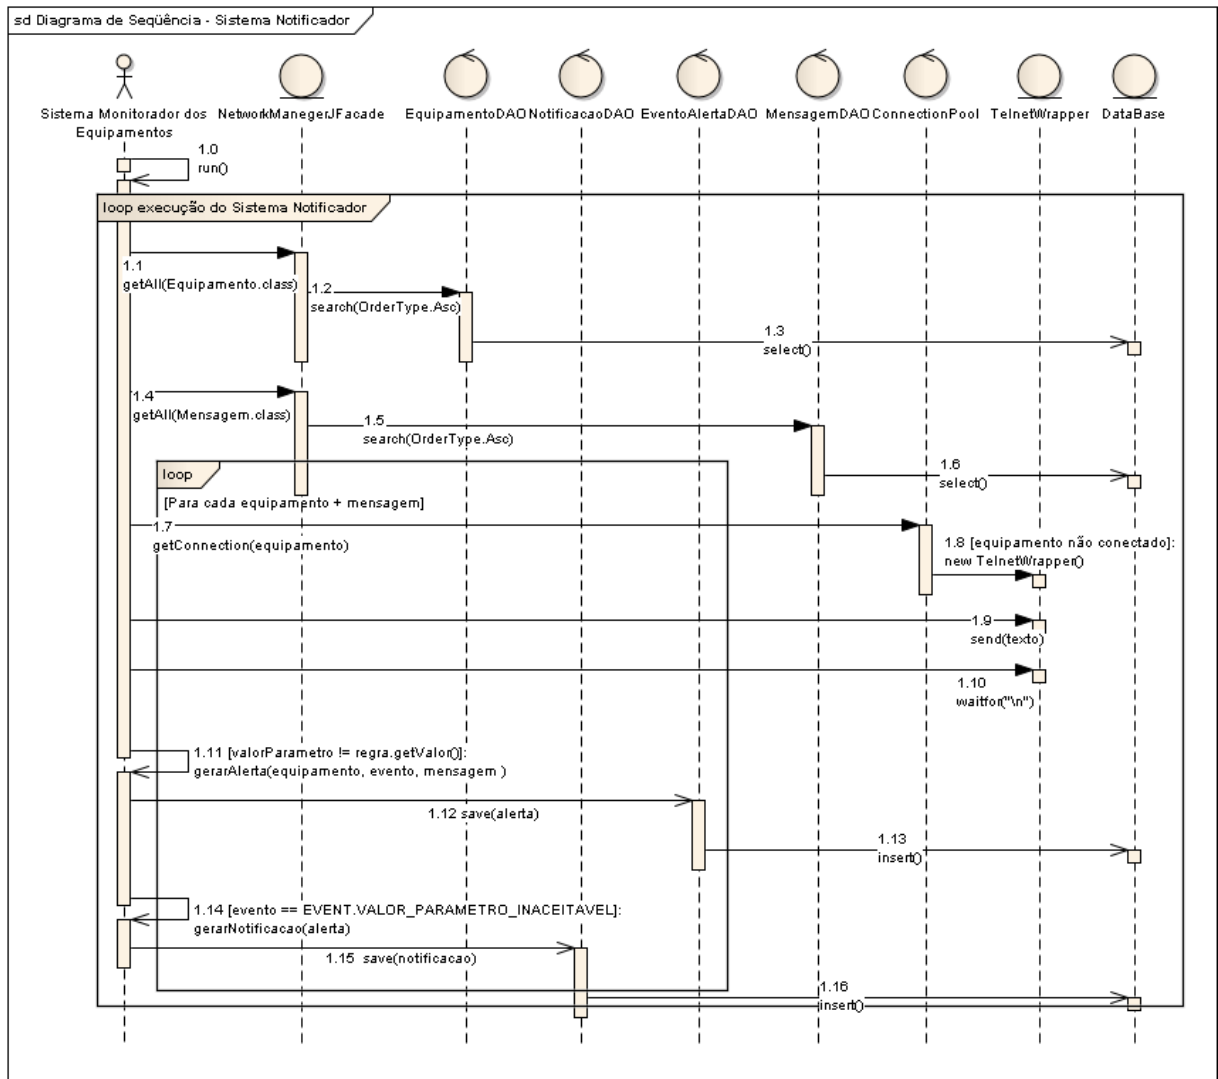 sd Diagrama de Seqüência - Sistema Notificador
Sistema Monitorador dos
Equipamentos
NetworkManegerJFacade
EquipamentoDAO
NotificacaoDAO
EventoAlertaDAO
MensagemDAO
ConnectionPool
TelnetWrapper
DataBase
1.0
run()
loop execução do Sistema Notificador
1.1
getAll(Equipamento.class)
1.2
search(OrderType.Asc)
1.3
select()
1.4
getAll(Mensagem.class)
1.5
search(OrderType.Asc)
1.6
select()
loop
[Para cada equipamento + mensagem]
1.7
getConnection(equipamento)
1.8 [equipamento não conectado]:
new TelnetWrapper()
1.9
send(texto)
1.10
waitfor("\n")
1.11 [valorParametro != regra.getValor()]:
gerarAlerta(equipamento, evento, mensagem )
1.12 save(alerta)
1.13
insert()
1.14 [evento == EVENT.VALOR_PARAMETRO_INACEITAVEL]:
gerarNotificacao(alerta)
1.15 save(notificacao)
1.16
insert()